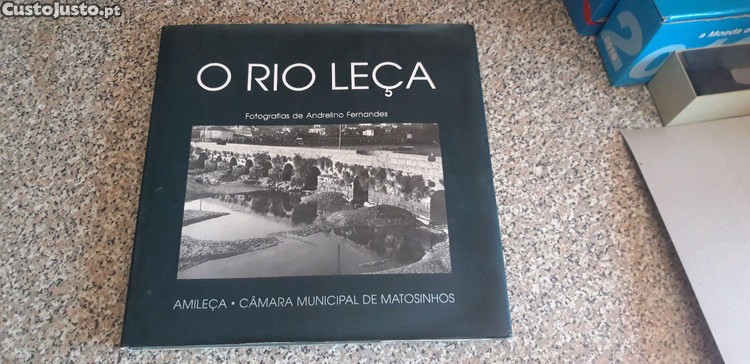 CustoJusto.pt
O RIO LEÇA
Fotografias de Andrelino Fernandes
AMILEÇA • CÂMARA MUNICIPAL DE MATOSINHOS
a Moeda